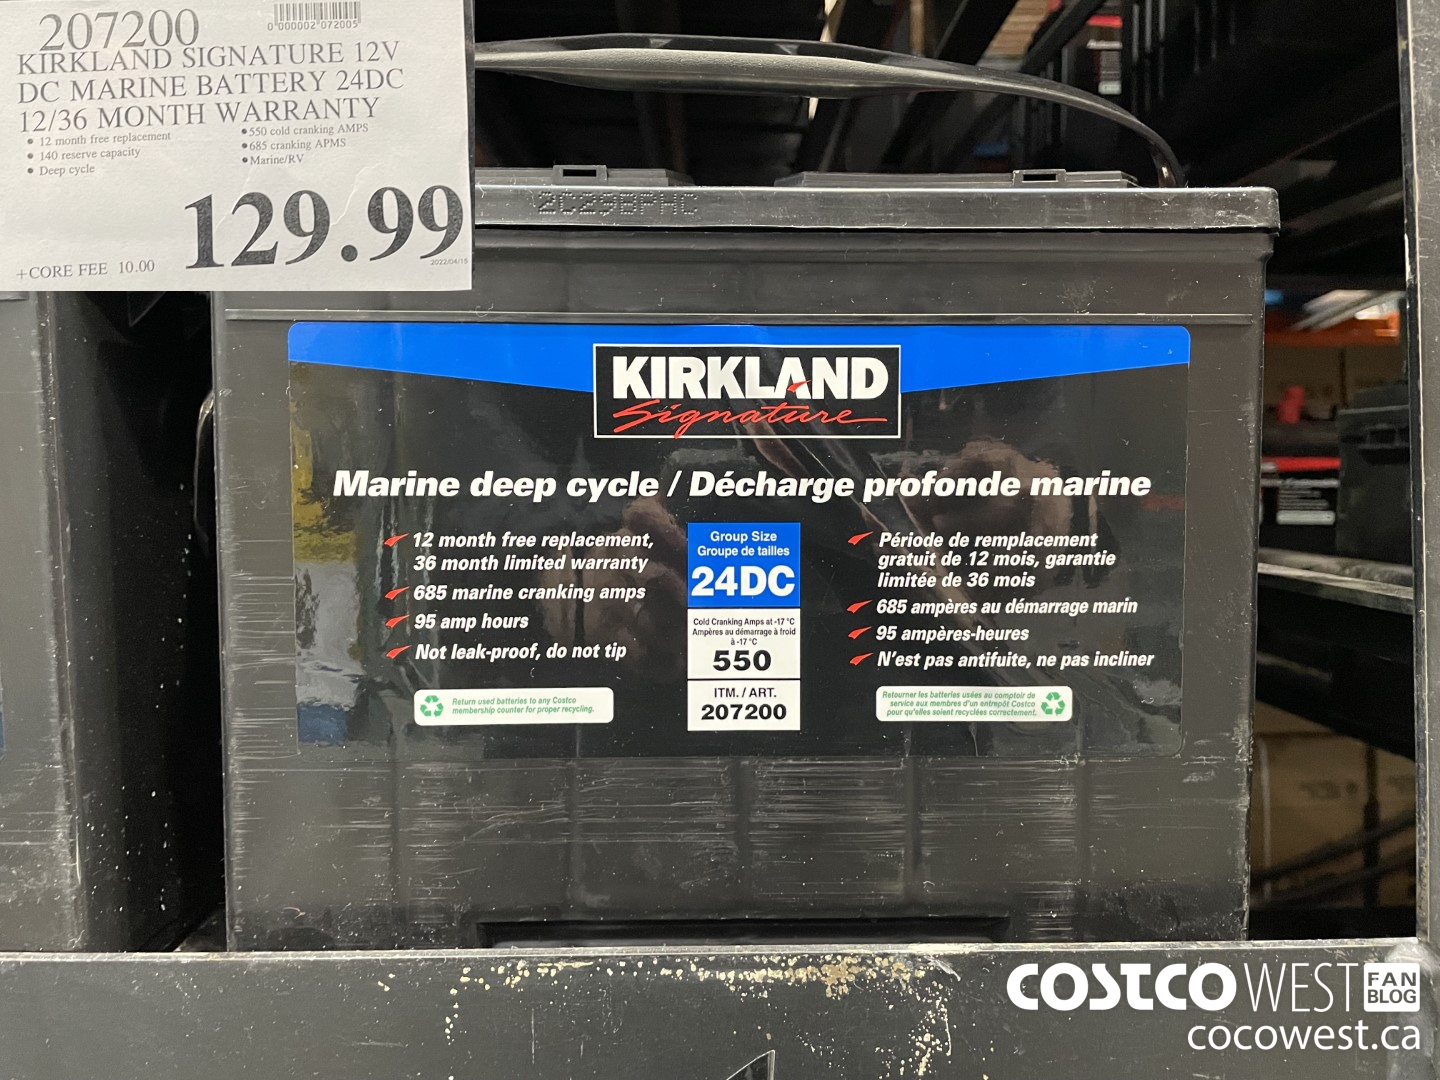 207200
0 000002 072005
KIRKLAND SIGNATURE 12V
DC MARINE BATTERY 24DC
12/36 MONTH WARRANTY
• 12 month free replacement
• 140 reserve capacity
• Deep cycle
• 550 cold cranking AMPS
• 685 cranking APMS
• Marine/RV
129.99
+CORE FEE 10.00
2022/04/15
2C29BPHC
KIRKLAND
Signature
Marine deep cycle / Décharge profonde marine
12 month free replacement,
36 month limited warranty
685 marine cranking amps
95 amp hours
Not leak-proof, do not tip
Return used batteries to any Costco
membership counter for proper recycling.
Group Size
Groupe de tailles
24DC
Cold Cranking Amps at -17 °C
Ampères au démarrage à froid
à -17 °C
550
ITM. / ART.
207200
Période de remplacement
gratuit de 12 mois, garantie
limitée de 36 mois
685 ampères au démarrage marin
95 ampères-heures
N'est pas antifuite, ne pas incliner
Retourner les batteries usées au comptoir de
service aux membres d'un entrepôt Costco
pour qu'elles soient recyclées correctement.
COSTCO WEST FAN BLOG
cocowest.ca